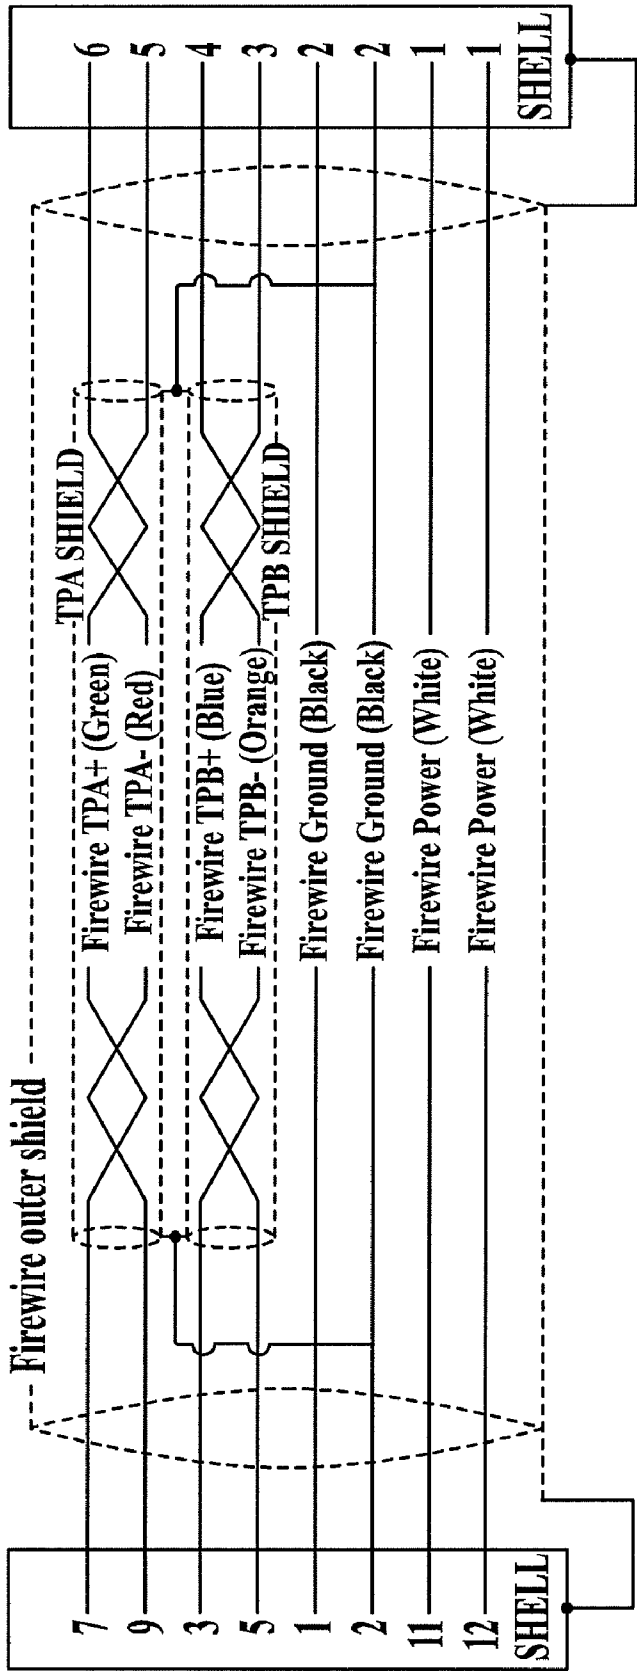 Firewire outer shield
TPA SHIELD
7 Firewire TPA+ (Green) 6
9 Firewire TPA- (Red) 5
3 Firewire TPB+ (Blue) 4
5 Firewire TPB- (Orange) 3
TPB SHIELD
1 Firewire Ground (Black) 2
2 Firewire Ground (Black) 2
11 Firewire Power (White) 1
12 Firewire Power (White) 1
SHELL SHELL